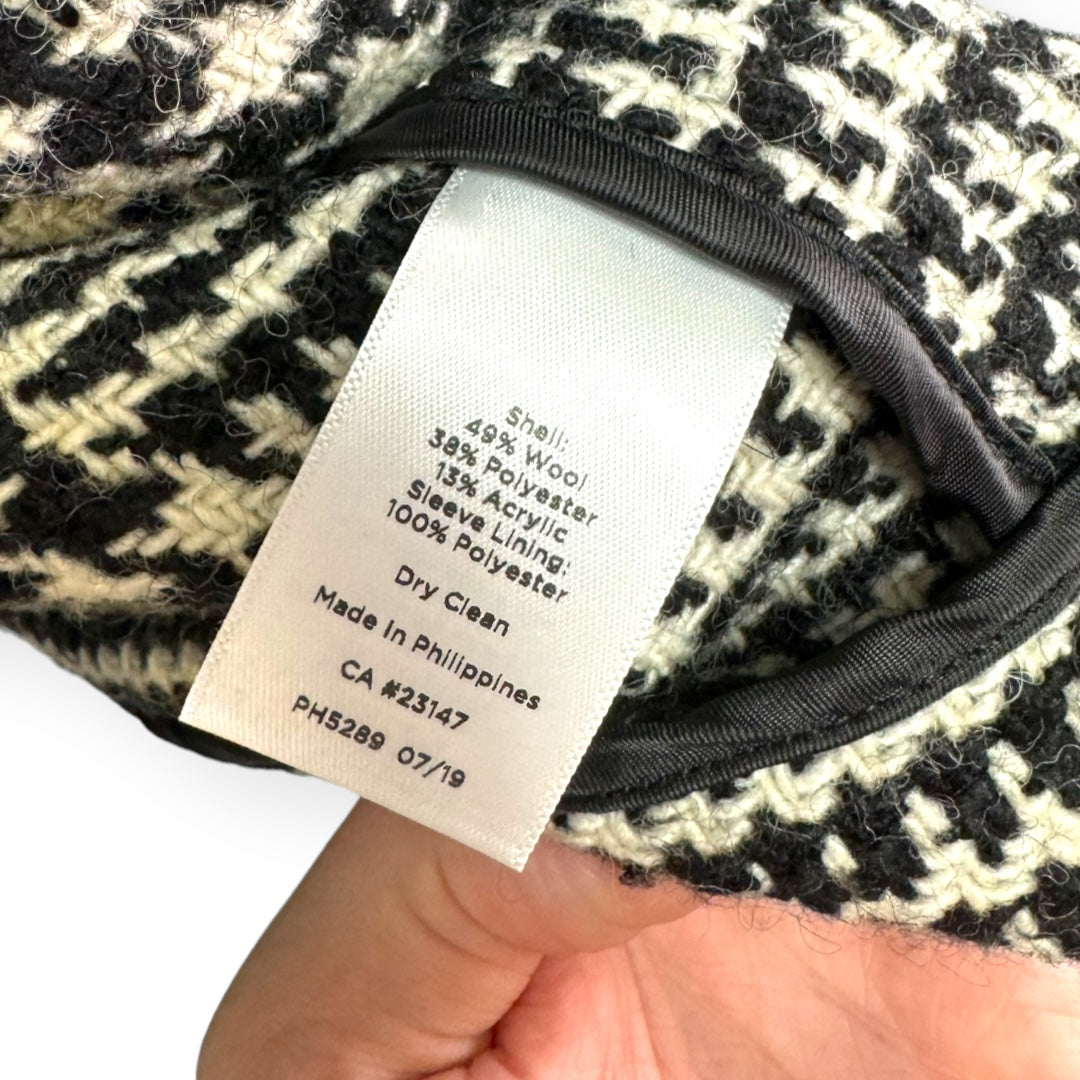 Shell:
49% Wool
38% Polyester
13% Acrylic
Sleeve Lining:
100% Polyester
Dry Clean
Made In Philippines
CA #23147
PH5289 07/19